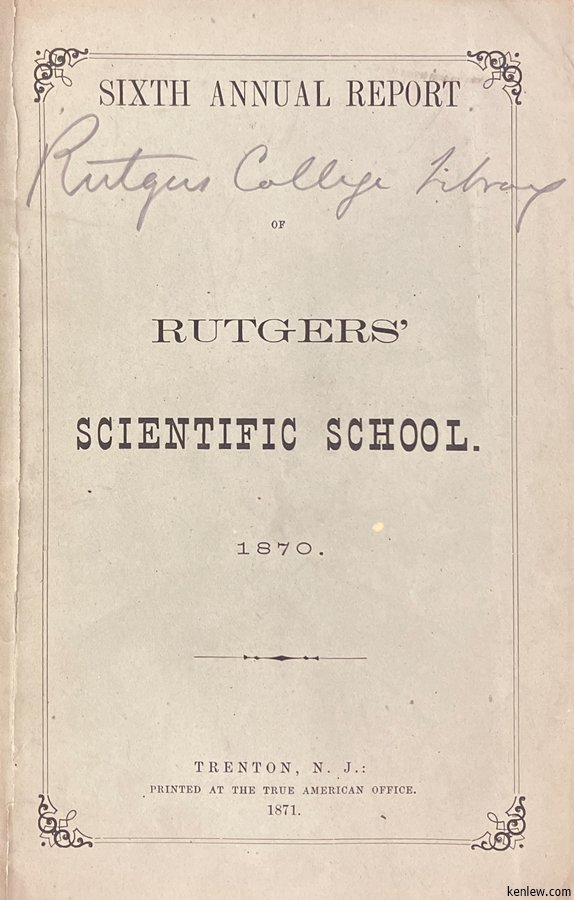 SIXTH ANNUAL REPORT
Rutgers College Library
OF
RUTGERS'
SCIENTIFIC SCHOOL.
1870.
TRENTON, N. J.:
PRINTED AT THE TRUE AMERICAN OFFICE.
1871.
kenlew.com